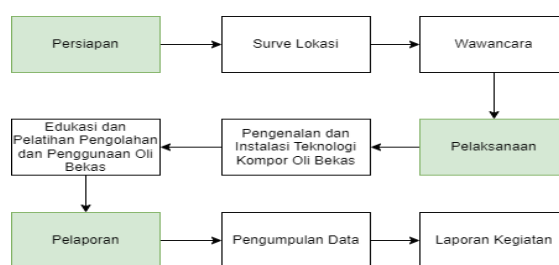 Persiapan
Surve Lokasi
Wawancara
Pelaksanaan
Pengenalan dan
Instalasi Teknologi
Kompor Oli Bekas
Edukasi dan
Pelatihan Pengolahan
dan Penggunaan Oli
Bekas
Pelaporan
Pengumpulan Data
Laporan Kegiatan